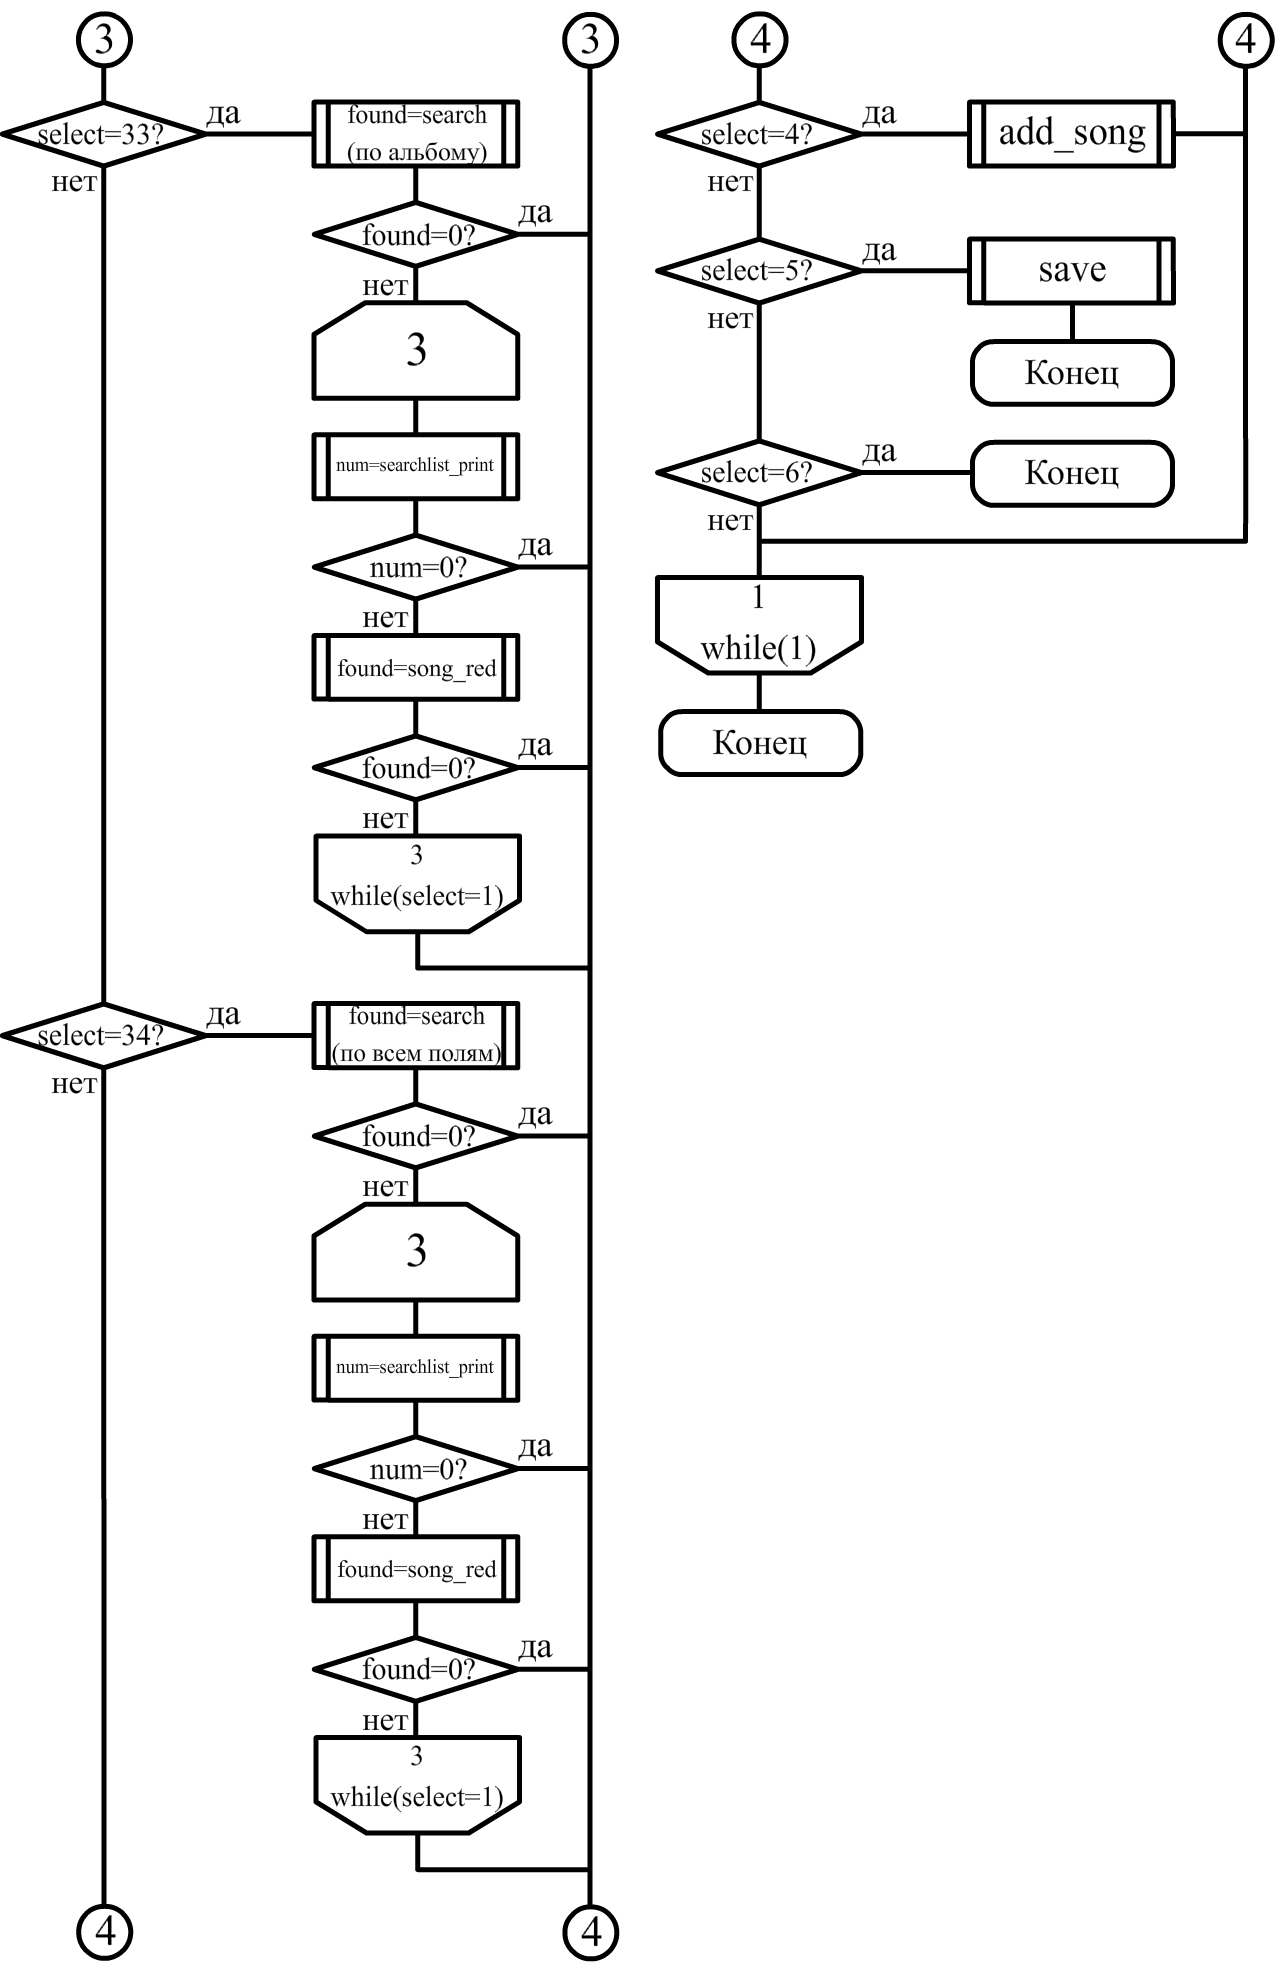 3
3
select=33?
да
found=search
(по альбому)
нет
found=0?
да
нет
3
num=searchlist_print
num=0?
да
нет
found=song_red
found=0?
да
нет
3
while(select=1)
select=34?
да
found=search
(по всем полям)
нет
found=0?
да
нет
3
num=searchlist_print
num=0?
да
нет
found=song_red
found=0?
да
нет
3
while(select=1)
4
4
4
4
select=4?
да
add_song
нет
select=5?
да
save
нет
Конец
select=6?
да
Конец
нет
1
while(1)
Конец